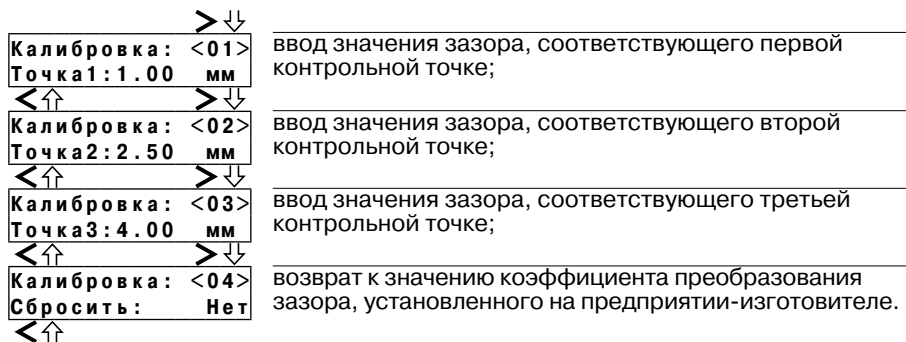 > ⇩
Калибровка: <01>
Точка1:1.00 мм
ввод значения зазора, соответствующего первой
контрольной точке;
< ⇧ > ⇩
Калибровка: <02>
Точка2:2.50 мм
ввод значения зазора, соответствующего второй
контрольной точке;
< ⇧ > ⇩
Калибровка: <03>
Точка3:4.00 мм
ввод значения зазора, соответствующего третьей
контрольной точке;
< ⇧ > ⇩
Калибровка: <04>
Сбросить: Нет
возврат к значению коэффициента преобразования
зазора, установленного на предприятии-изготовителе.
< ⇧